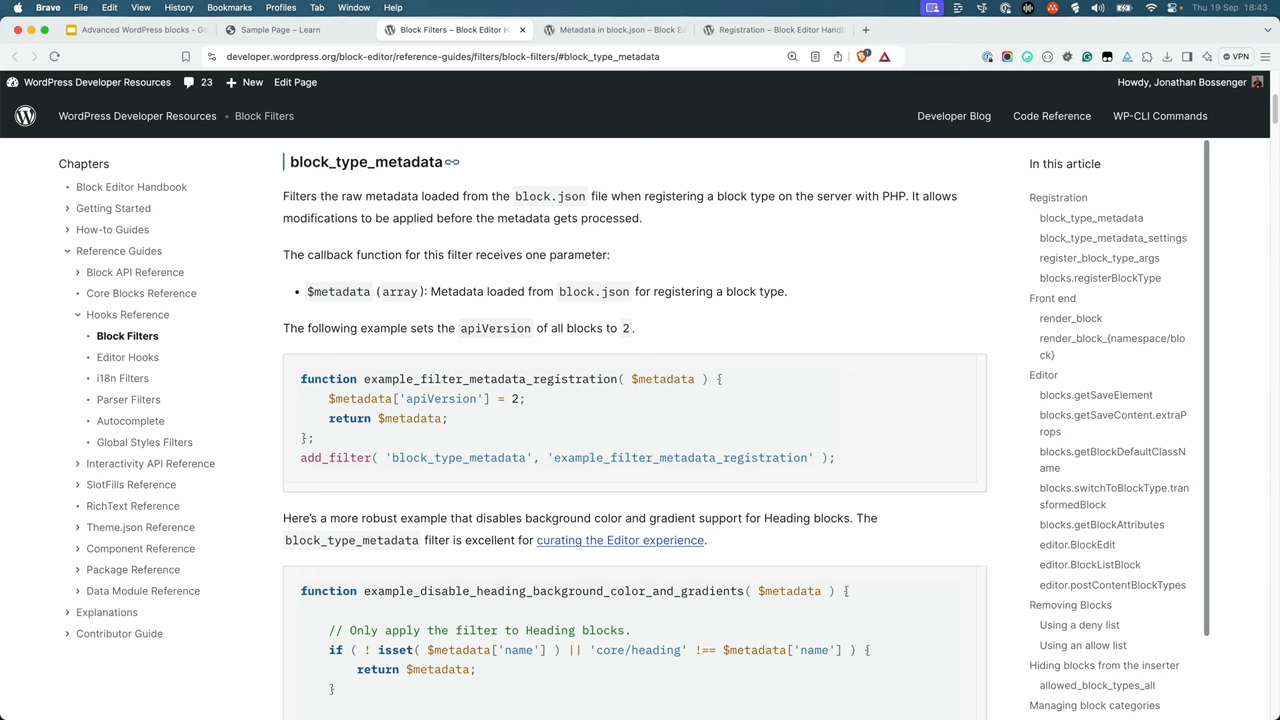 Brave File Edit View History Bookmarks Profiles Tab Window Help Thu 19 Sep 18:43
Advanced WordPress blocks - Go
Sample Page – Learn
Block Filters – Block Editor H
Metadata in block.json – Block Ed
Registration – Block Editor Handb
developer.wordpress.org/block-editor/reference-guides/filters/block-filters/#block_type_metadata
VPN
WordPress Developer Resources 23 New Edit Page Howdy, Jonathan Bossenger
WordPress Developer Resources • Block Filters Developer Blog Code Reference WP-CLI Commands
Chapters
Block Editor Handbook
Getting Started
How-to Guides
Reference Guides
Block API Reference
Core Blocks Reference
Hooks Reference
Block Filters
Editor Hooks
i18n Filters
Parser Filters
Autocomplete
Global Styles Filters
Interactivity API Reference
SlotFills Reference
RichText Reference
Theme.json Reference
Component Reference
Package Reference
Data Module Reference
Explanations
Contributor Guide
block_type_metadata
Filters the raw metadata loaded from the block.json file when registering a block type on the server with PHP. It allows
modifications to be applied before the metadata gets processed.
The callback function for this filter receives one parameter:
• $metadata (array): Metadata loaded from block.json for registering a block type.
The following example sets the apiVersion of all blocks to 2.
function example_filter_metadata_registration( $metadata ) {
$metadata['apiVersion'] = 2;
return $metadata;
};
add_filter( 'block_type_metadata', 'example_filter_metadata_registration' );
Here's a more robust example that disables background color and gradient support for Heading blocks. The
block_type_metadata filter is excellent for curating the Editor experience.
function example_disable_heading_background_color_and_gradients( $metadata ) {
// Only apply the filter to Heading blocks.
if ( ! isset( $metadata['name'] ) || 'core/heading' !== $metadata['name'] ) {
return $metadata;
}
In this article
Registration
block_type_metadata
block_type_metadata_settings
register_block_type_args
blocks.registerBlockType
Front end
render_block
render_block_{namespace/blo
ck}
Editor
blocks.getSaveElement
blocks.getSaveContent.extraP
rops
blocks.getBlockDefaultClassN
ame
blocks.switchToBlockType.tran
sformedBlock
blocks.getBlockAttributes
editor.BlockEdit
editor.BlockListBlock
editor.postContentBlockTypes
Removing Blocks
Using a deny list
Using an allow list
Hiding blocks from the inserter
allowed_block_types_all
Managing block categories